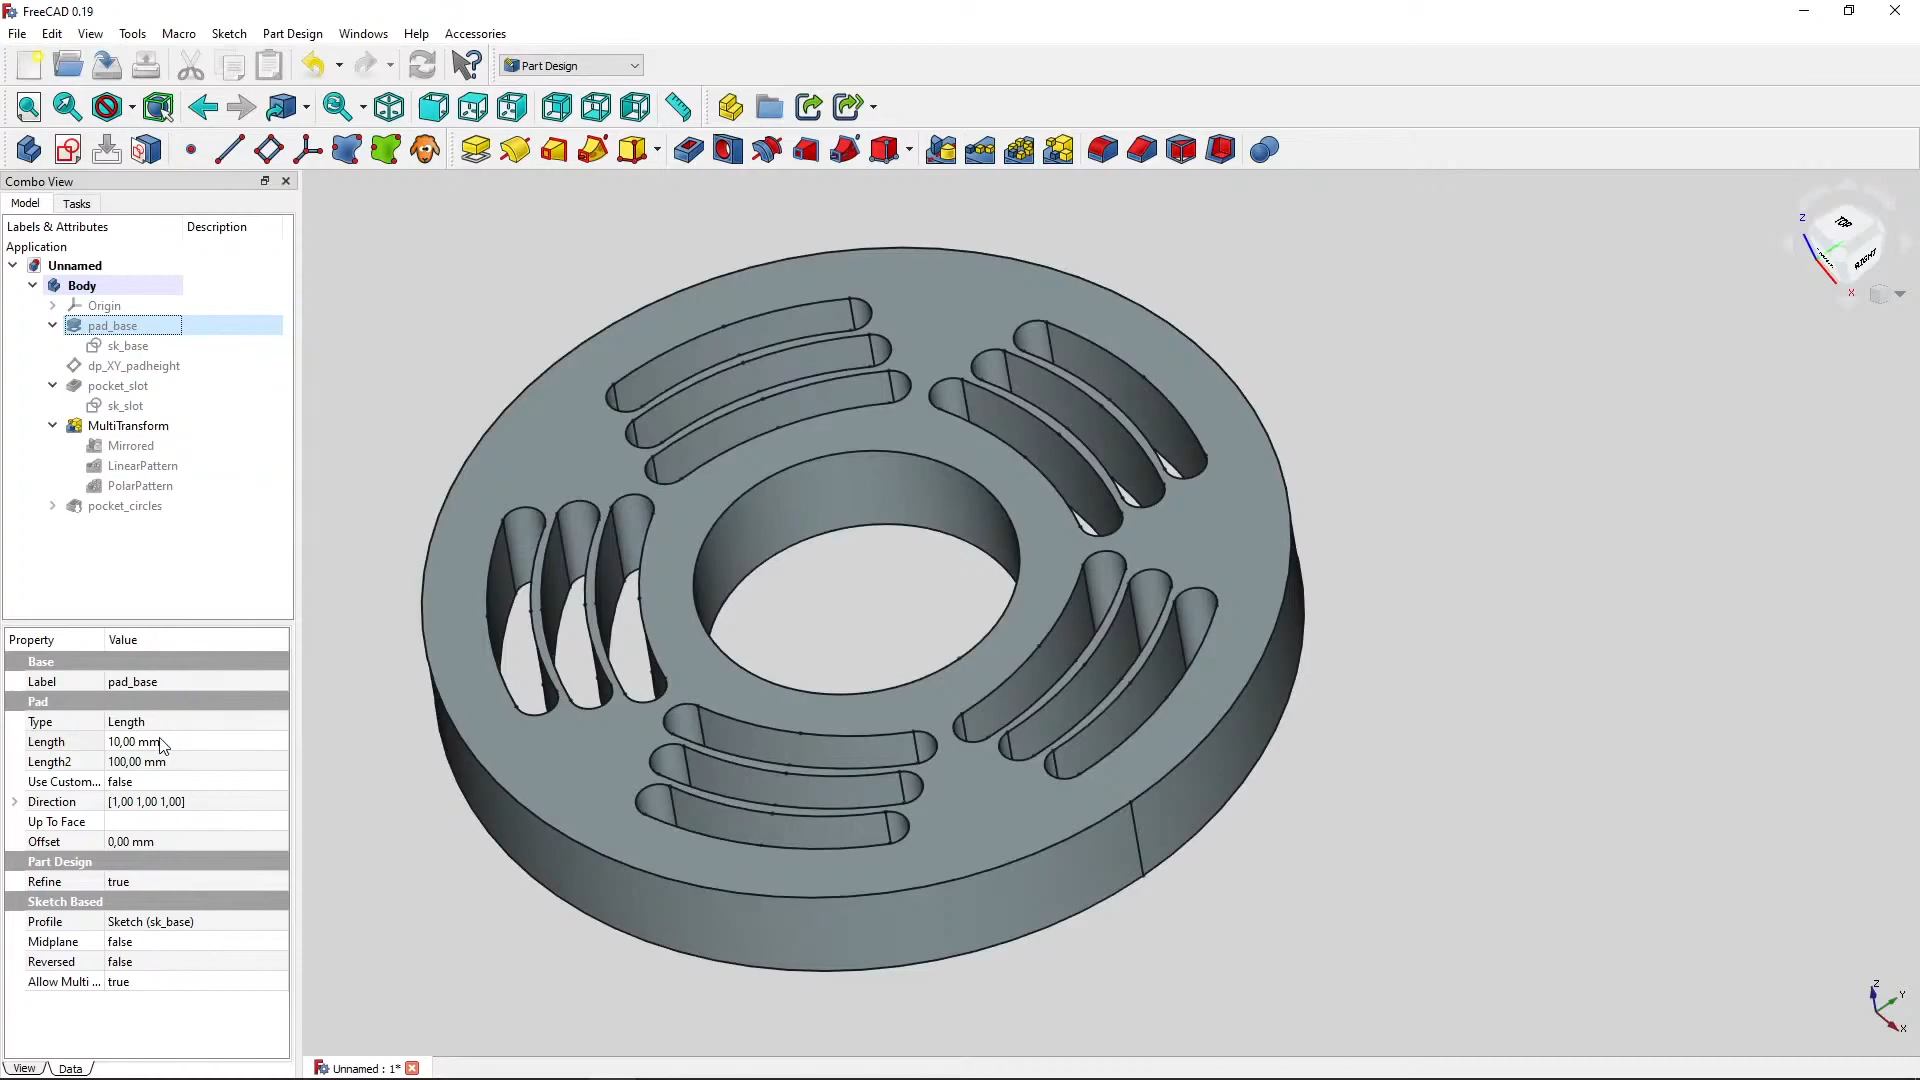 FreeCAD 0.19
File Edit View Tools Macro Sketch Part Design Windows Help Accessories
Part Design
Combo View
Model Tasks
Labels & Attributes Description
Application
Unnamed
Body
Origin
pad_base
sk_base
dp_XY_padheight
pocket_slot
sk_slot
MultiTransform
Mirrored
LinearPattern
PolarPattern
pocket_circles
Property Value
Base
Label pad_base
Pad
Type Length
Length 10,00 mm
Length2 100,00 mm
Use Custom... false
Direction [1,00 1,00 1,00]
Up To Face
Offset 0,00 mm
Part Design
Refine true
Sketch Based
Profile Sketch (sk_base)
Midplane false
Reversed false
Allow Multi ... true
View Data
Unnamed : 1*
Z
TOP
RIGHT
X
Z
Y
X